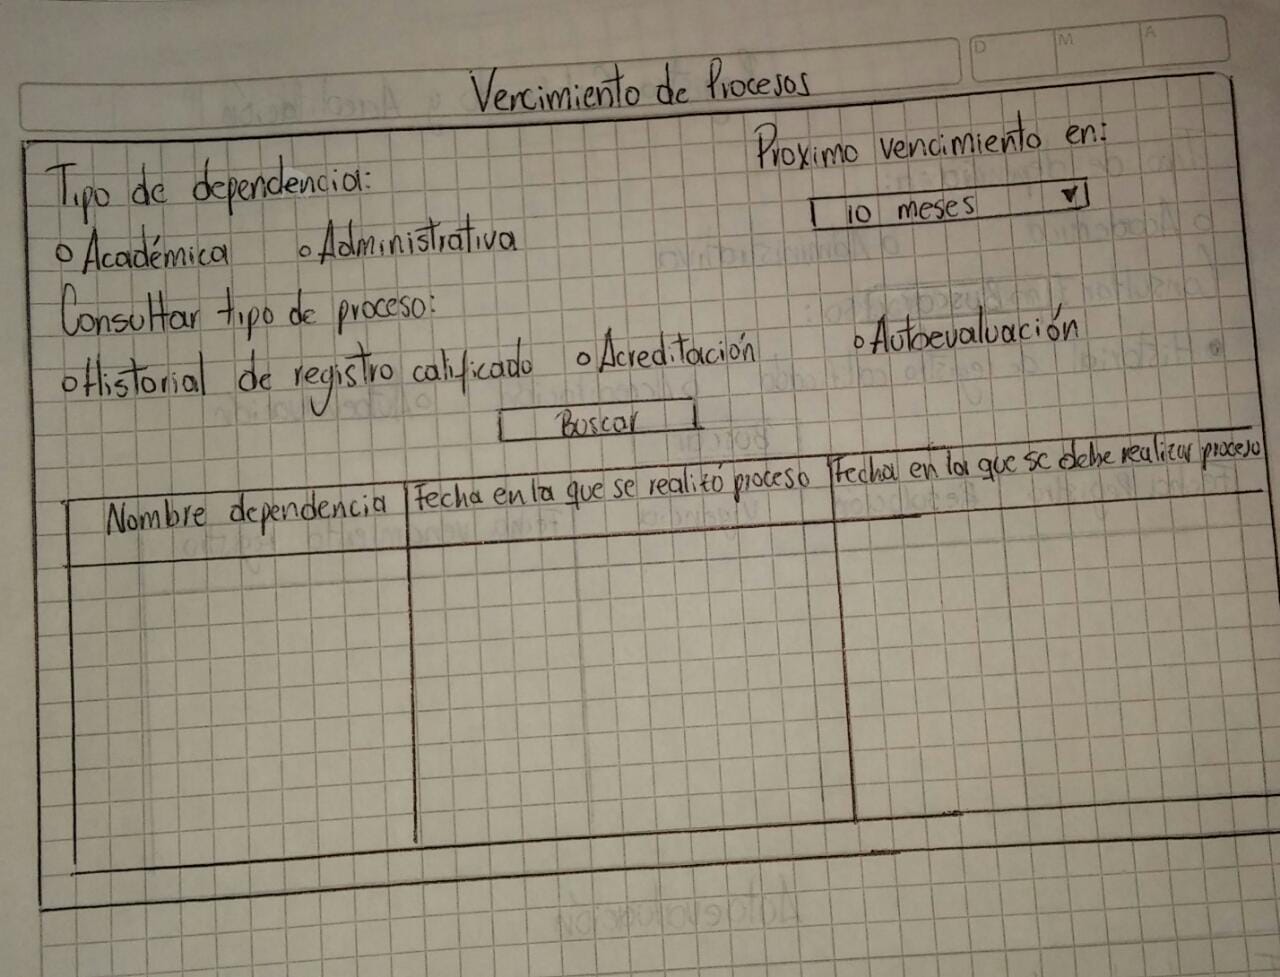 D M A
Vencimiento de Procesos
Tipo de dependencia:
Proximo vencimiento en:
10 meses
o Académica o Administrativa
Consultar tipo de proceso:
o Historial de registro calificado o Acreditación o Autoevaluación
Buscar
Nombre dependencia Fecha en la que se realizó proceso Fecha en la que se debe realizar proceso